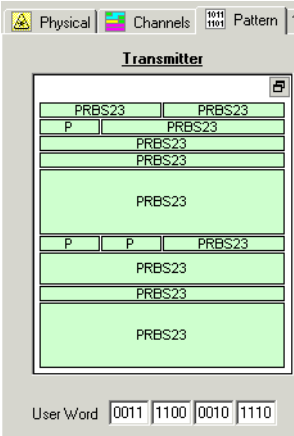 Physical Channels 1011 1101 Pattern
Transmitter
PRBS23 PRBS23
P PRBS23
PRBS23
PRBS23
PRBS23
P P PRBS23
PRBS23
PRBS23
PRBS23
User Word 0011 1100 0010 1110